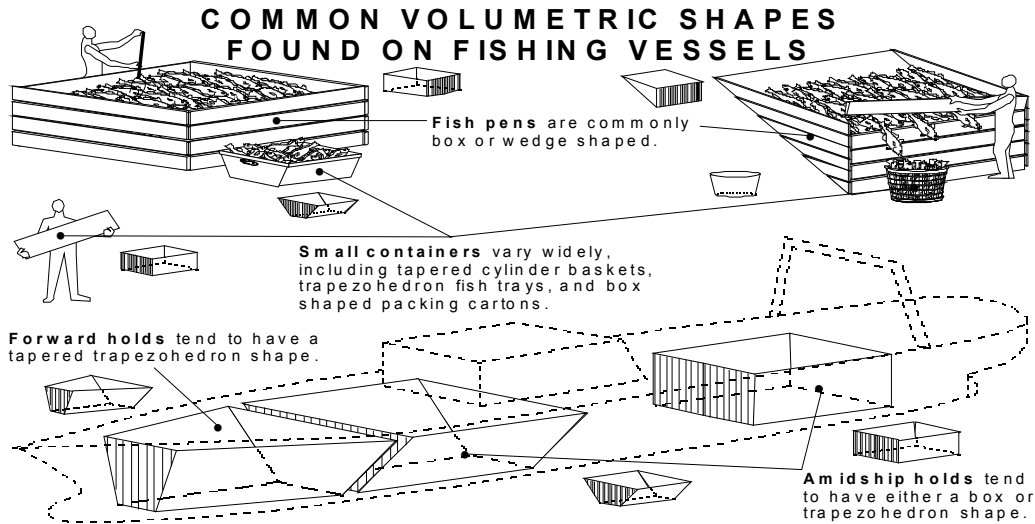 COMMON VOLUMETRIC SHAPES
FOUND ON FISHING VESSELS
Fish pens are commonly
box or wedge shaped.
Small containers vary widely,
including tapered cylinder baskets,
trapezohedron fish trays, and box
shaped packing cartons.
Forward holds tend to have a
tapered trapezohedron shape.
Amidship holds tend
to have either a box or
trapezohedron shape.